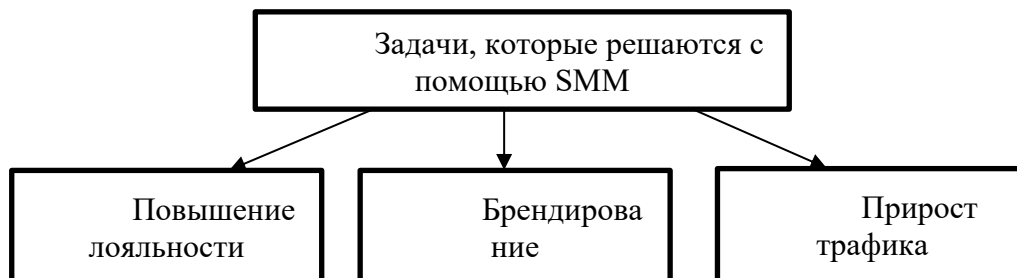 Задачи, которые решаются с
помощью SMM
Повышение
лояльности
Брендирова
ние
Прирост
трафика